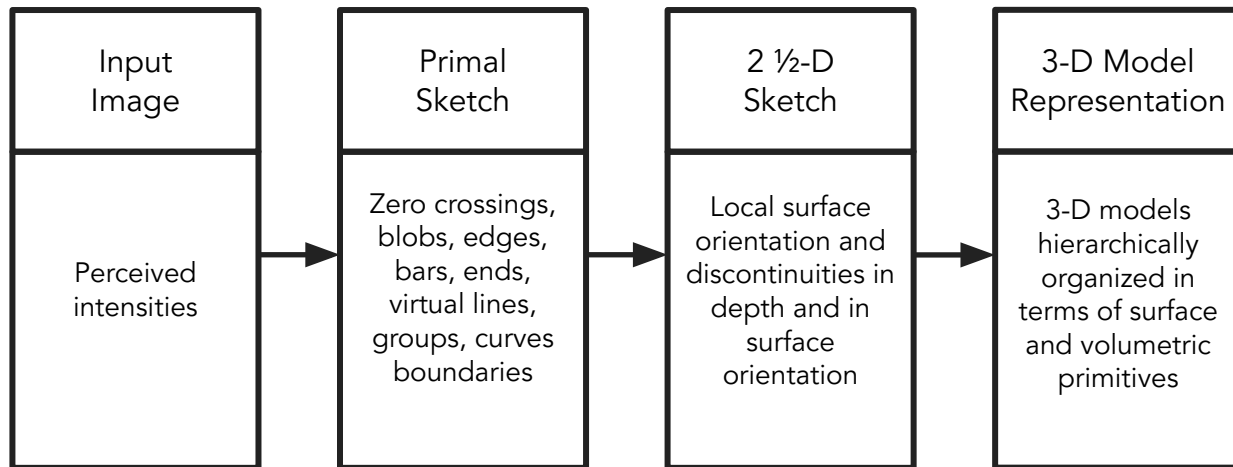 Input
Image
Perceived
intensities
Primal
Sketch
Zero crossings,
blobs, edges,
bars, ends,
virtual lines,
groups, curves
boundaries
2 ½-D
Sketch
Local surface
orientation and
discontinuities in
depth and in
surface
orientation
3-D Model
Representation
3-D models
hierarchically
organized in
terms of surface
and volumetric
primitives